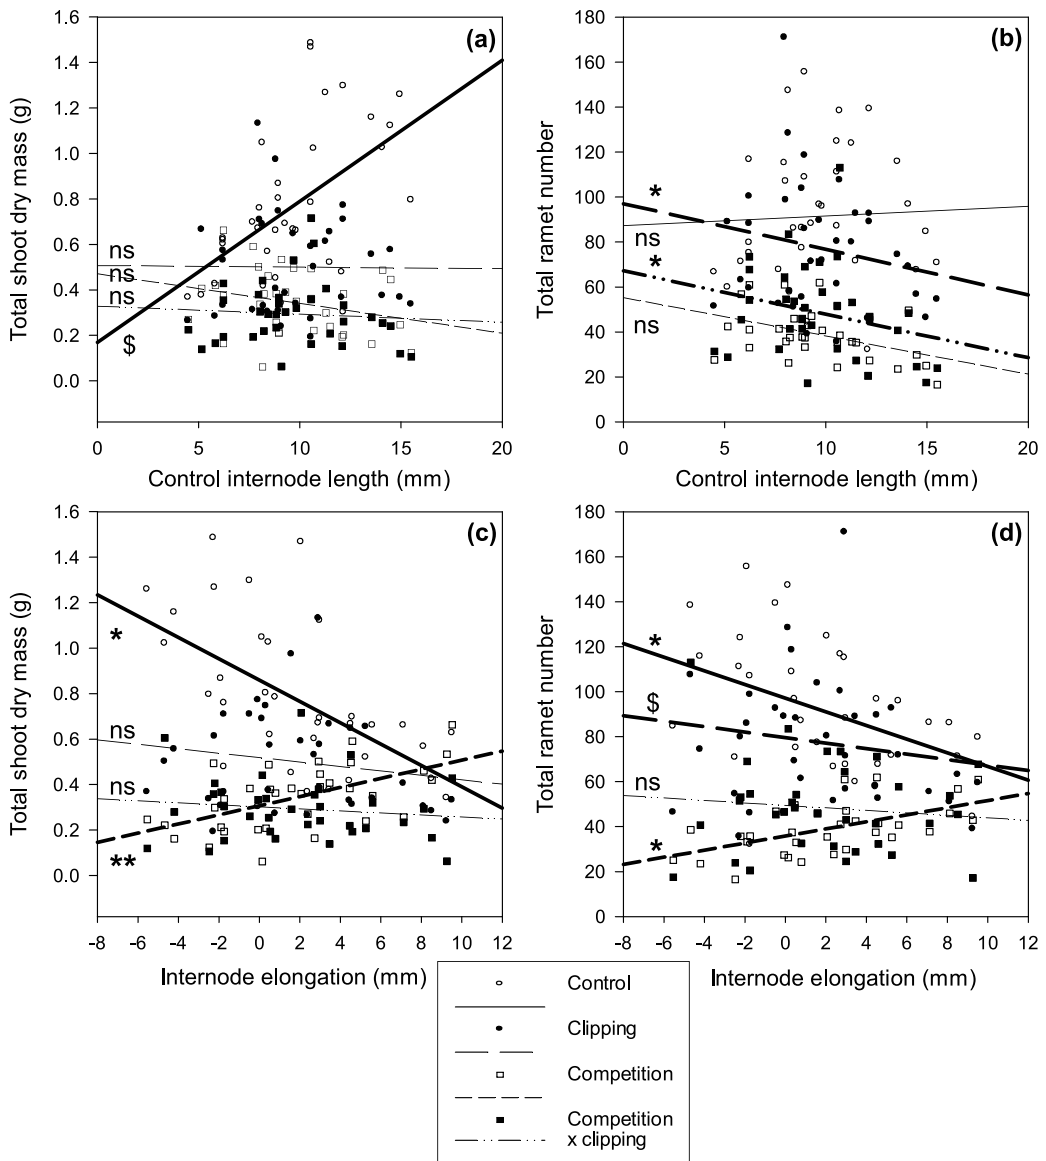 (a)
Total shoot dry mass (g)
1.6
1.4
1.2
1.0
0.8
0.6
0.4
0.2
0.0
ns
ns
ns
$
0 5 10 15 20
Control internode length (mm)
(b)
Total ramet number
180
160
140
120
100
80
60
40
20
0
*
ns
*
ns
0 5 10 15 20
Control internode length (mm)
(c)
Total shoot dry mass (g)
1.6
1.4
1.2
1.0
0.8
0.6
0.4
0.2
0.0
*
ns
ns
**
-8 -6 -4 -2 0 2 4 6 8 10 12
Internode elongation (mm)
(d)
Total ramet number
180
160
140
120
100
80
60
40
20
0
*
$
ns
*
-8 -6 -4 -2 0 2 4 6 8 10 12
Internode elongation (mm)
Control
Clipping
Competition
Competition
x clipping